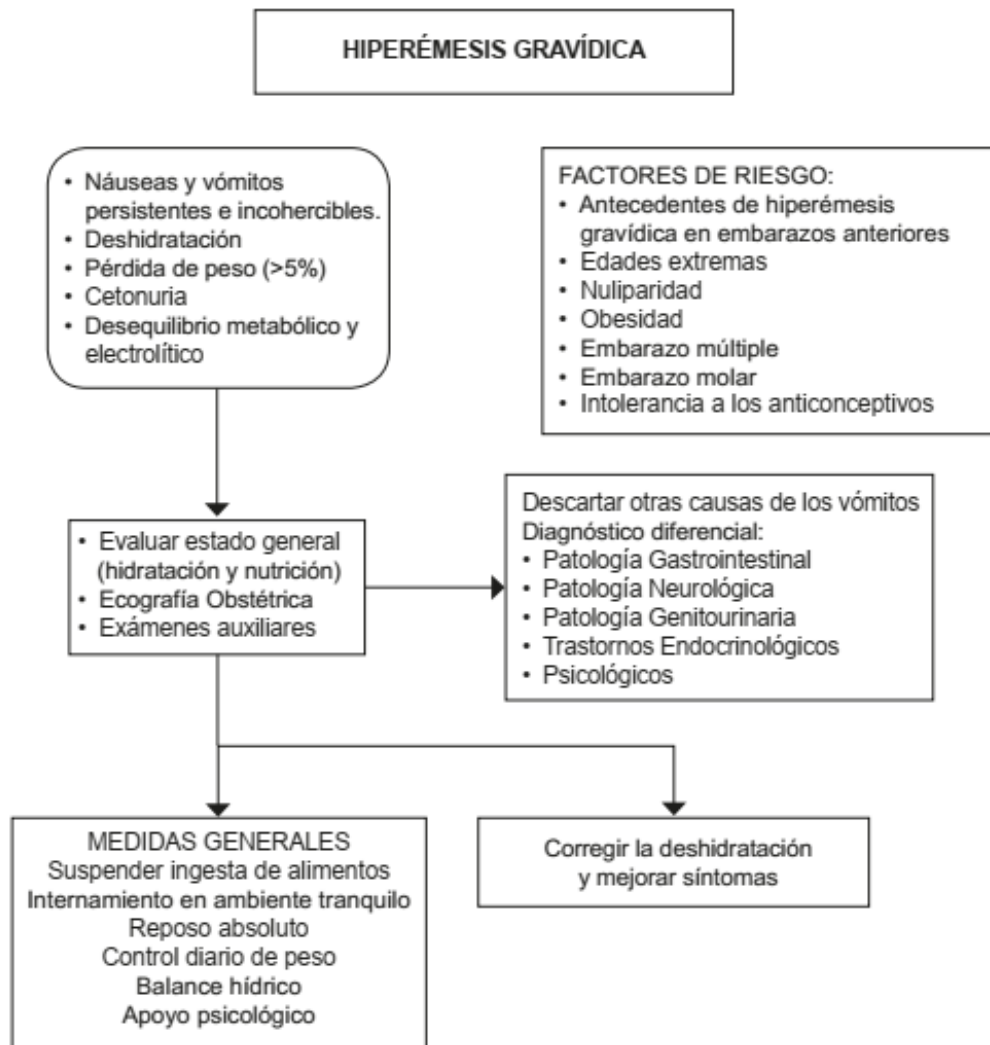 HIPERÉMESIS GRAVÍDICA
• Náuseas y vómitos
persistentes e incohercibles.
• Deshidratación
• Pérdida de peso (>5%)
• Cetonuria
• Desequilibrio metabólico y
electrolítico
FACTORES DE RIESGO:
• Antecedentes de hiperémesis
gravídica en embarazos anteriores
• Edades extremas
• Nuliparidad
• Obesidad
• Embarazo múltiple
• Embarazo molar
• Intolerancia a los anticonceptivos
• Evaluar estado general
(hidratación y nutrición)
• Ecografía Obstétrica
• Exámenes auxiliares
Descartar otras causas de los vómitos
Diagnóstico diferencial:
• Patología Gastrointestinal
• Patología Neurológica
• Patología Genitourinaria
• Trastornos Endocrinológicos
• Psicológicos
MEDIDAS GENERALES
Suspender ingesta de alimentos
Internamiento en ambiente tranquilo
Reposo absoluto
Control diario de peso
Balance hídrico
Apoyo psicológico
Corregir la deshidratación
y mejorar síntomas